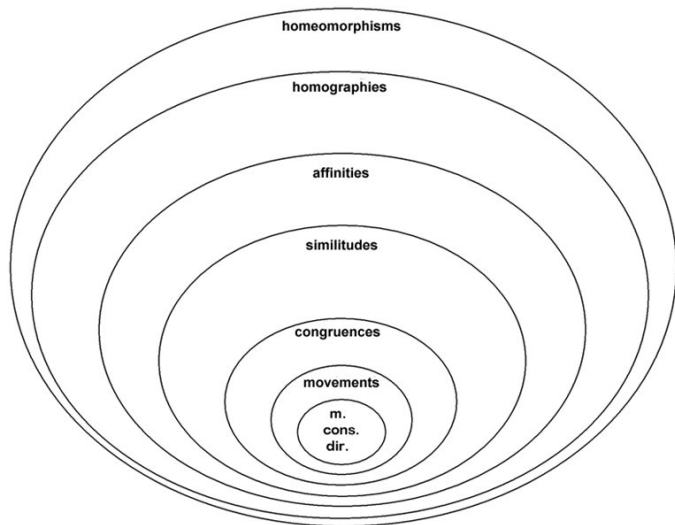 homeomorphisms
homographies
affinities
similitudes
congruences
movements
m.
cons.
dir.